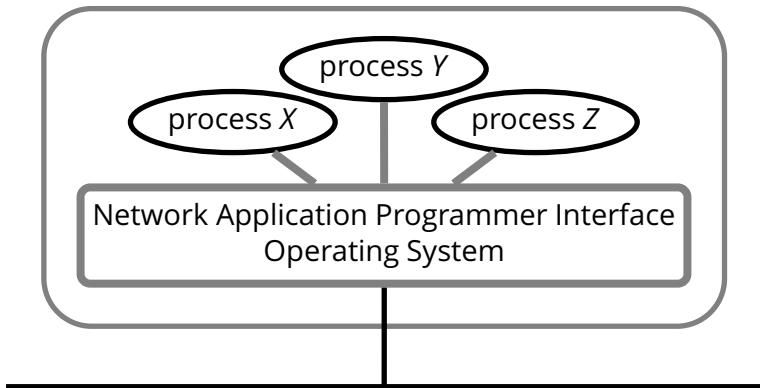 process Y
process X
process Z
Network Application Programmer Interface
Operating System